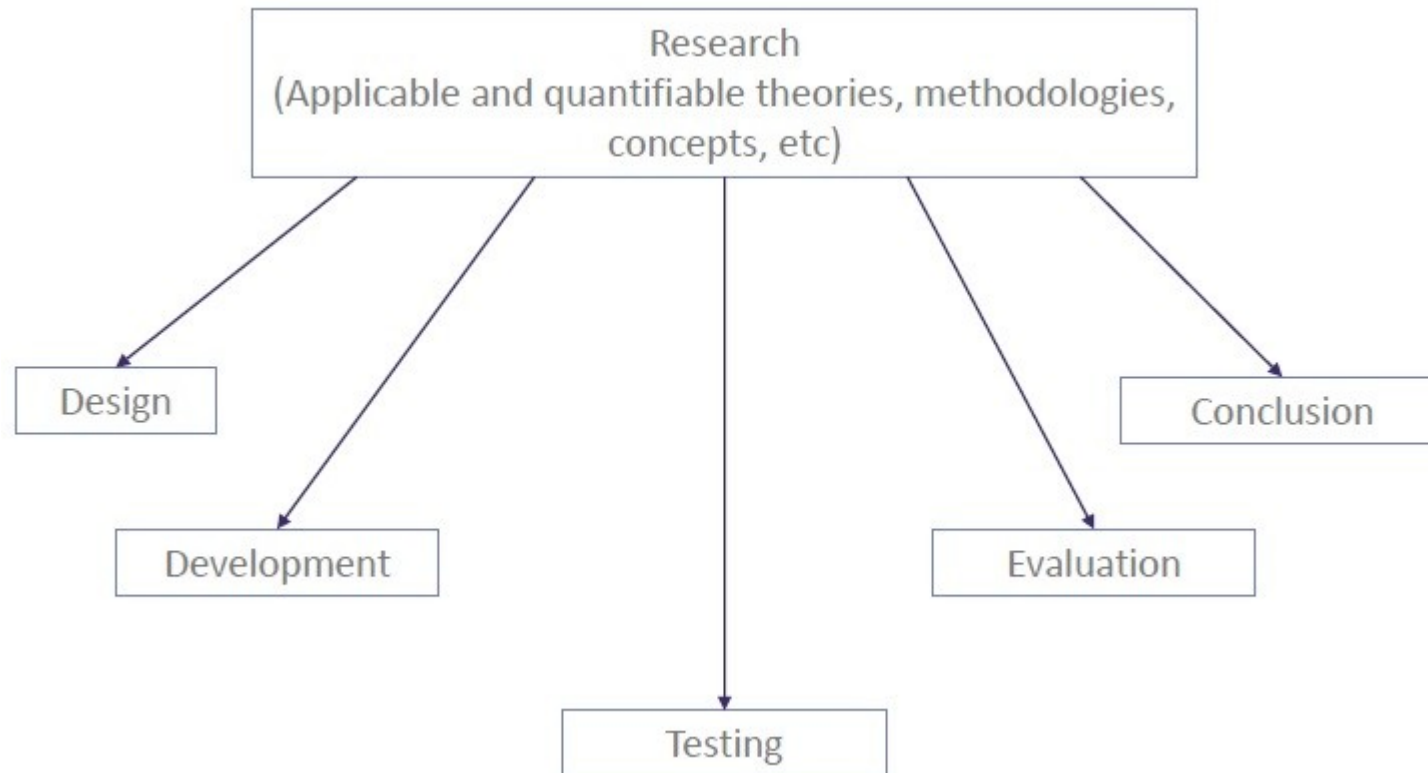 Research
(Applicable and quantifiable theories, methodologies,
concepts, etc)
Design
Conclusion
Development
Evaluation
Testing